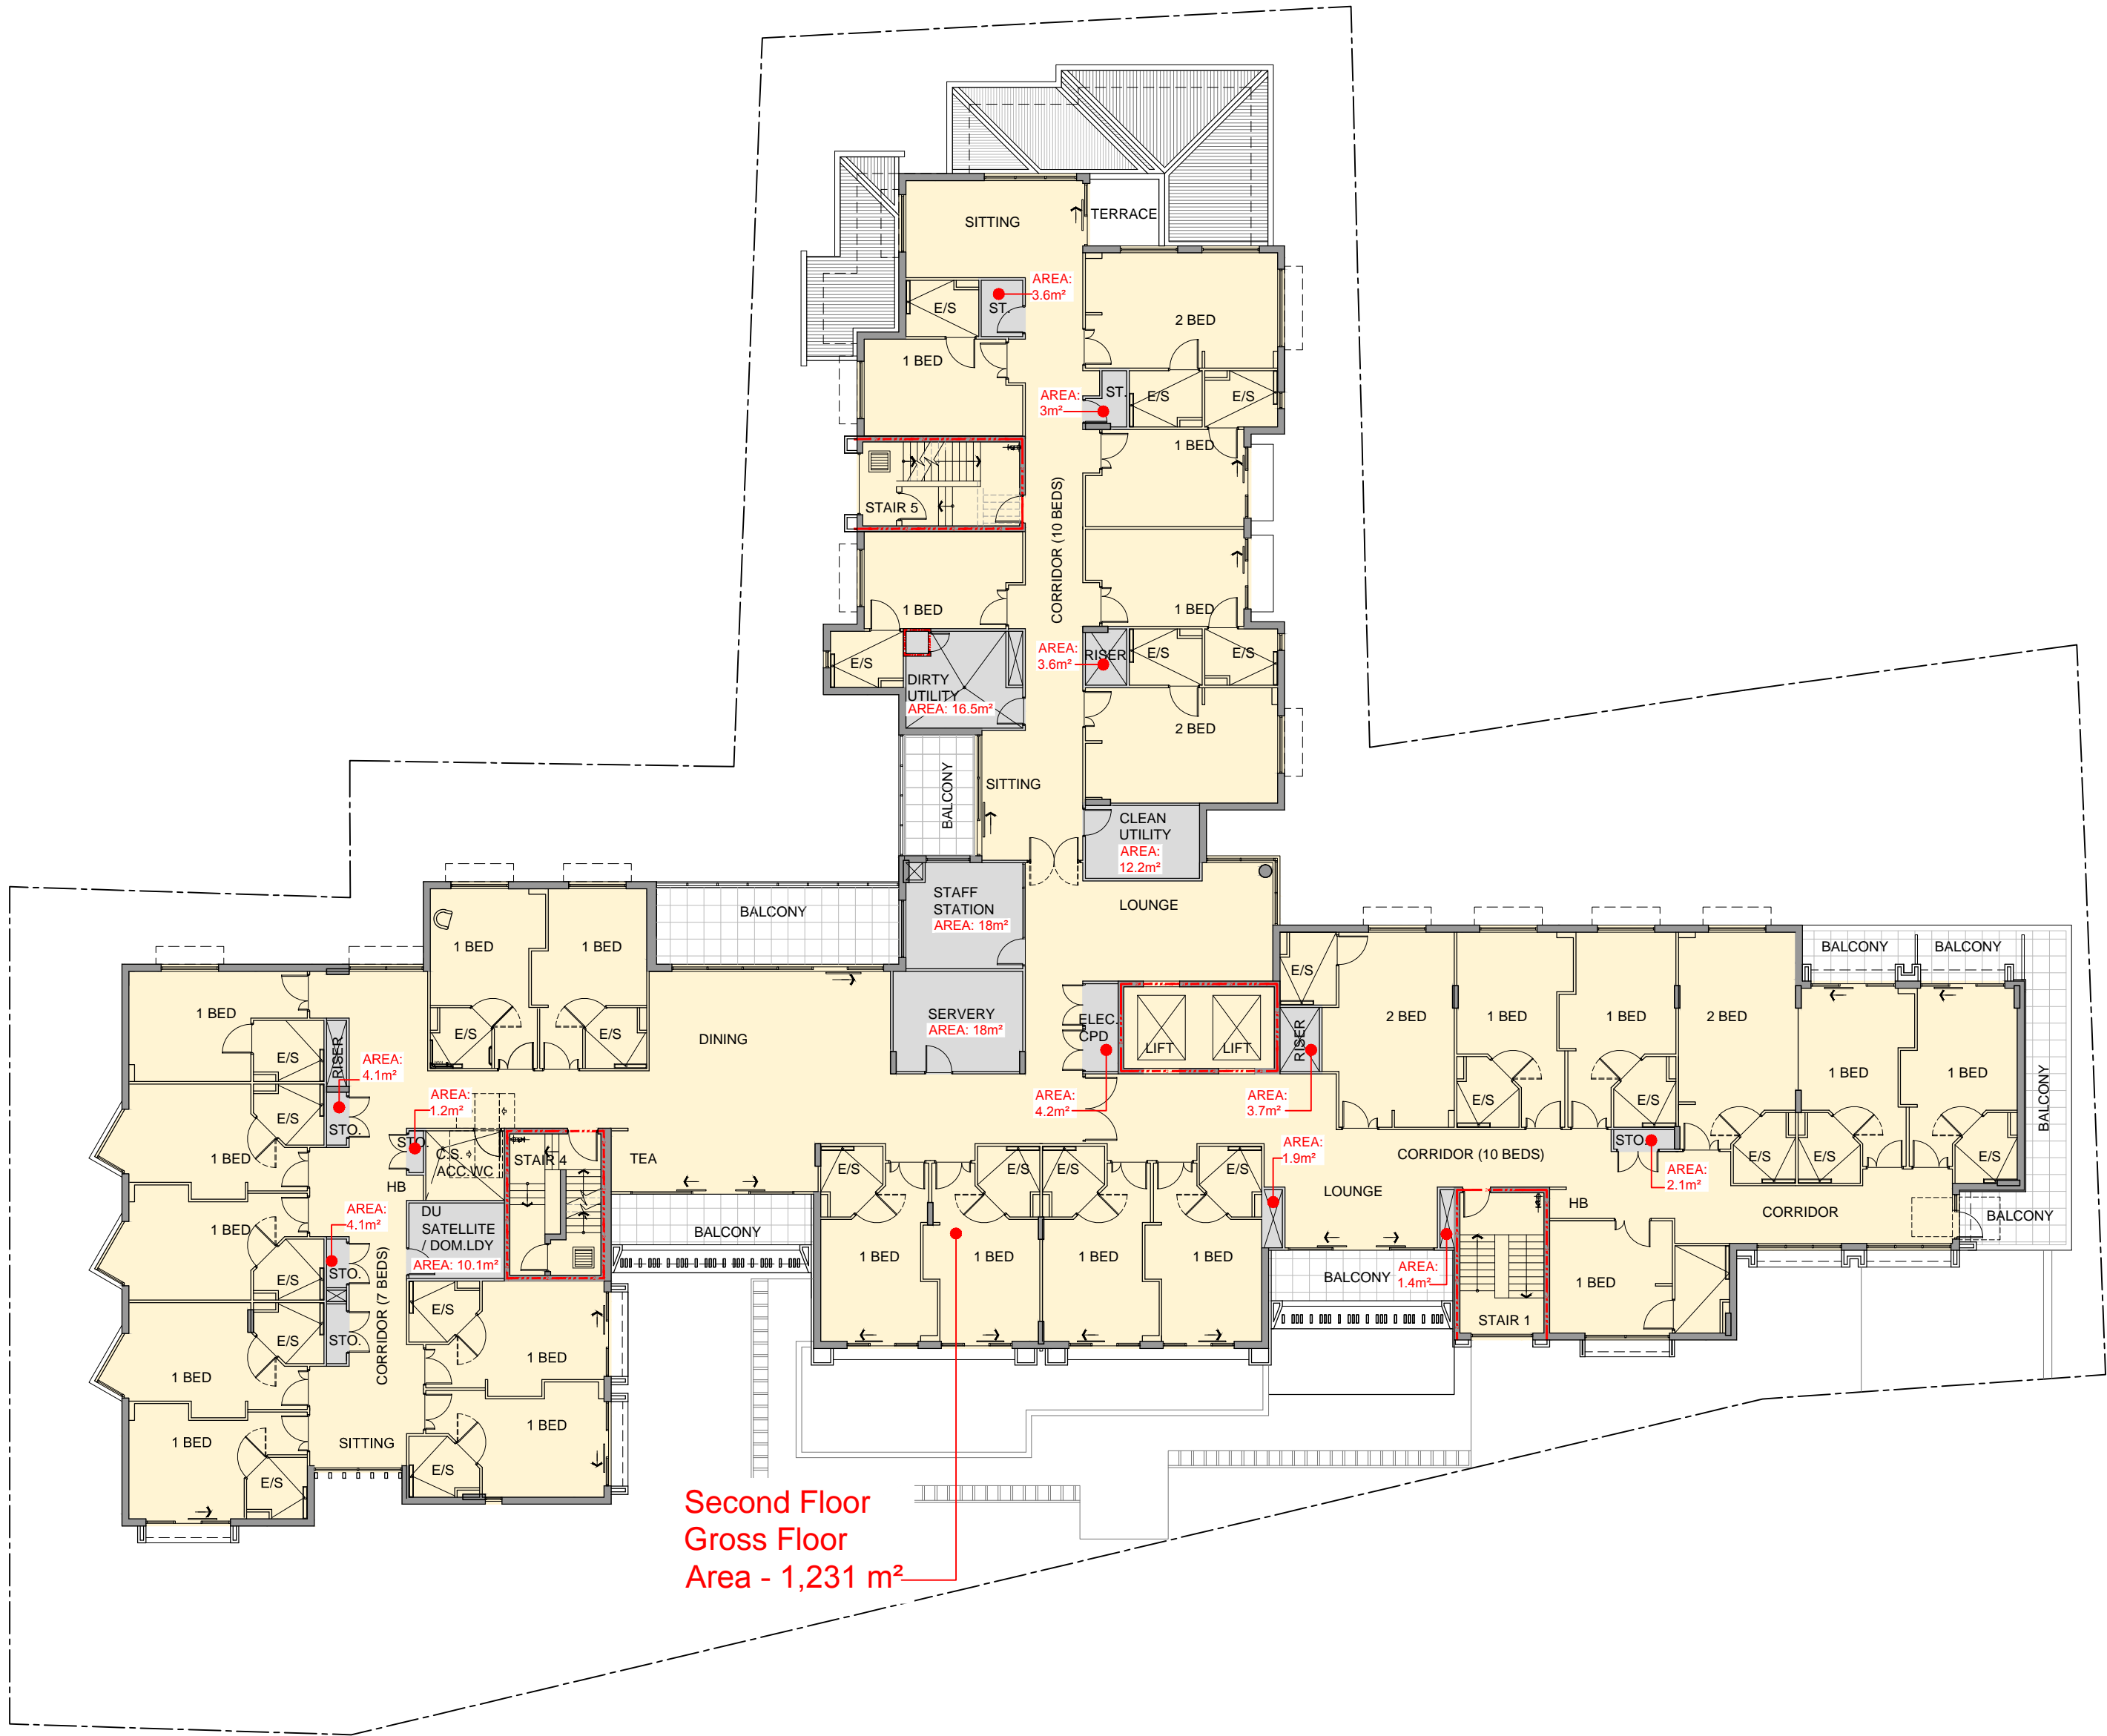 SITTING
TERRACE
AREA:
3.6m²
E/S
ST.
2 BED
1 BED
AREA:
3m²
ST.
E/S
E/S
1 BED
STAIR 5
CORRIDOR (10 BEDS)
1 BED
1 BED
AREA:
3.6m²
RISER
E/S
E/S
E/S
DIRTY
UTILITY
AREA: 16.5m²
2 BED
BALCONY
SITTING
CLEAN
UTILITY
AREA:
12.2m²
STAFF
STATION
AREA: 18m²
LOUNGE
BALCONY
1 BED
1 BED
E/S
E/S
BALCONY
BALCONY
BALCONY
1 BED
E/S
RISER
AREA:
4.1m²
DINING
SERVERY
AREA: 18m²
ELEC.
CPD
LIFT
LIFT
E/S
RISER
2 BED
1 BED
1 BED
2 BED
1 BED
1 BED
E/S
STO.
1 BED
AREA:
1.2m²
STO.
C.S.
ACC.WC
HB
STAIR 4
TEA
AREA:
4.2m²
AREA:
3.7m²
E/S
E/S
STO.
E/S
E/S
E/S
CORRIDOR (10 BEDS)
AREA:
1.9m²
AREA:
2.1m²
LOUNGE
HB
CORRIDOR
BALCONY
1 BED
AREA:
4.1m²
DU
SATELLITE
/ DOM.LDY
AREA: 10.1m²
BALCONY
E/S
E/S
E/S
E/S
1 BED
1 BED
1 BED
1 BED
BALCONY
AREA:
1.4m²
STAIR 1
1 BED
E/S
STO.
E/S
STO.
CORRIDOR (7 BEDS)
E/S
1 BED
1 BED
1 BED
1 BED
SITTING
E/S
E/S
Second Floor
Gross Floor
Area - 1,231 m²